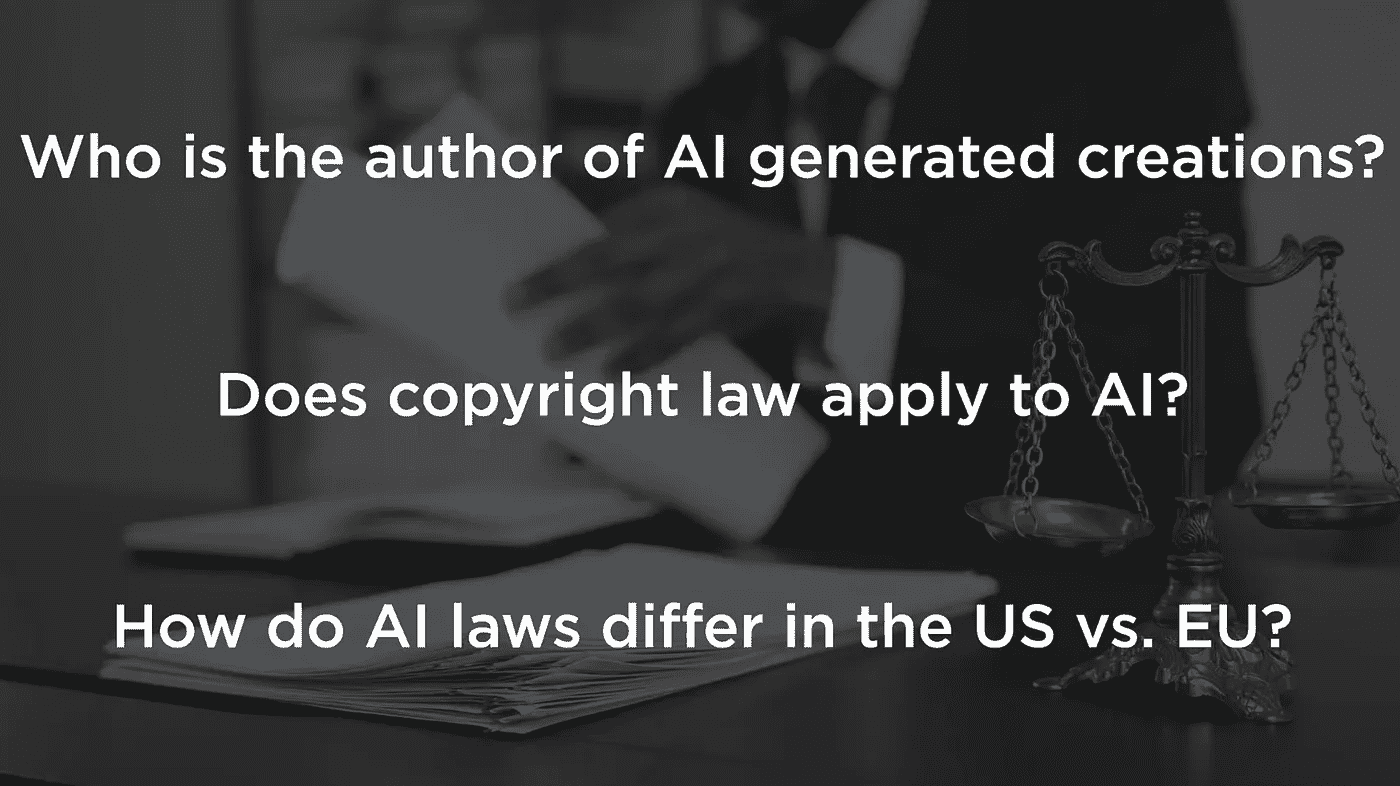 Who is the author of AI generated creations?
Does copyright law apply to AI?
How do AI laws differ in the US vs. EU?